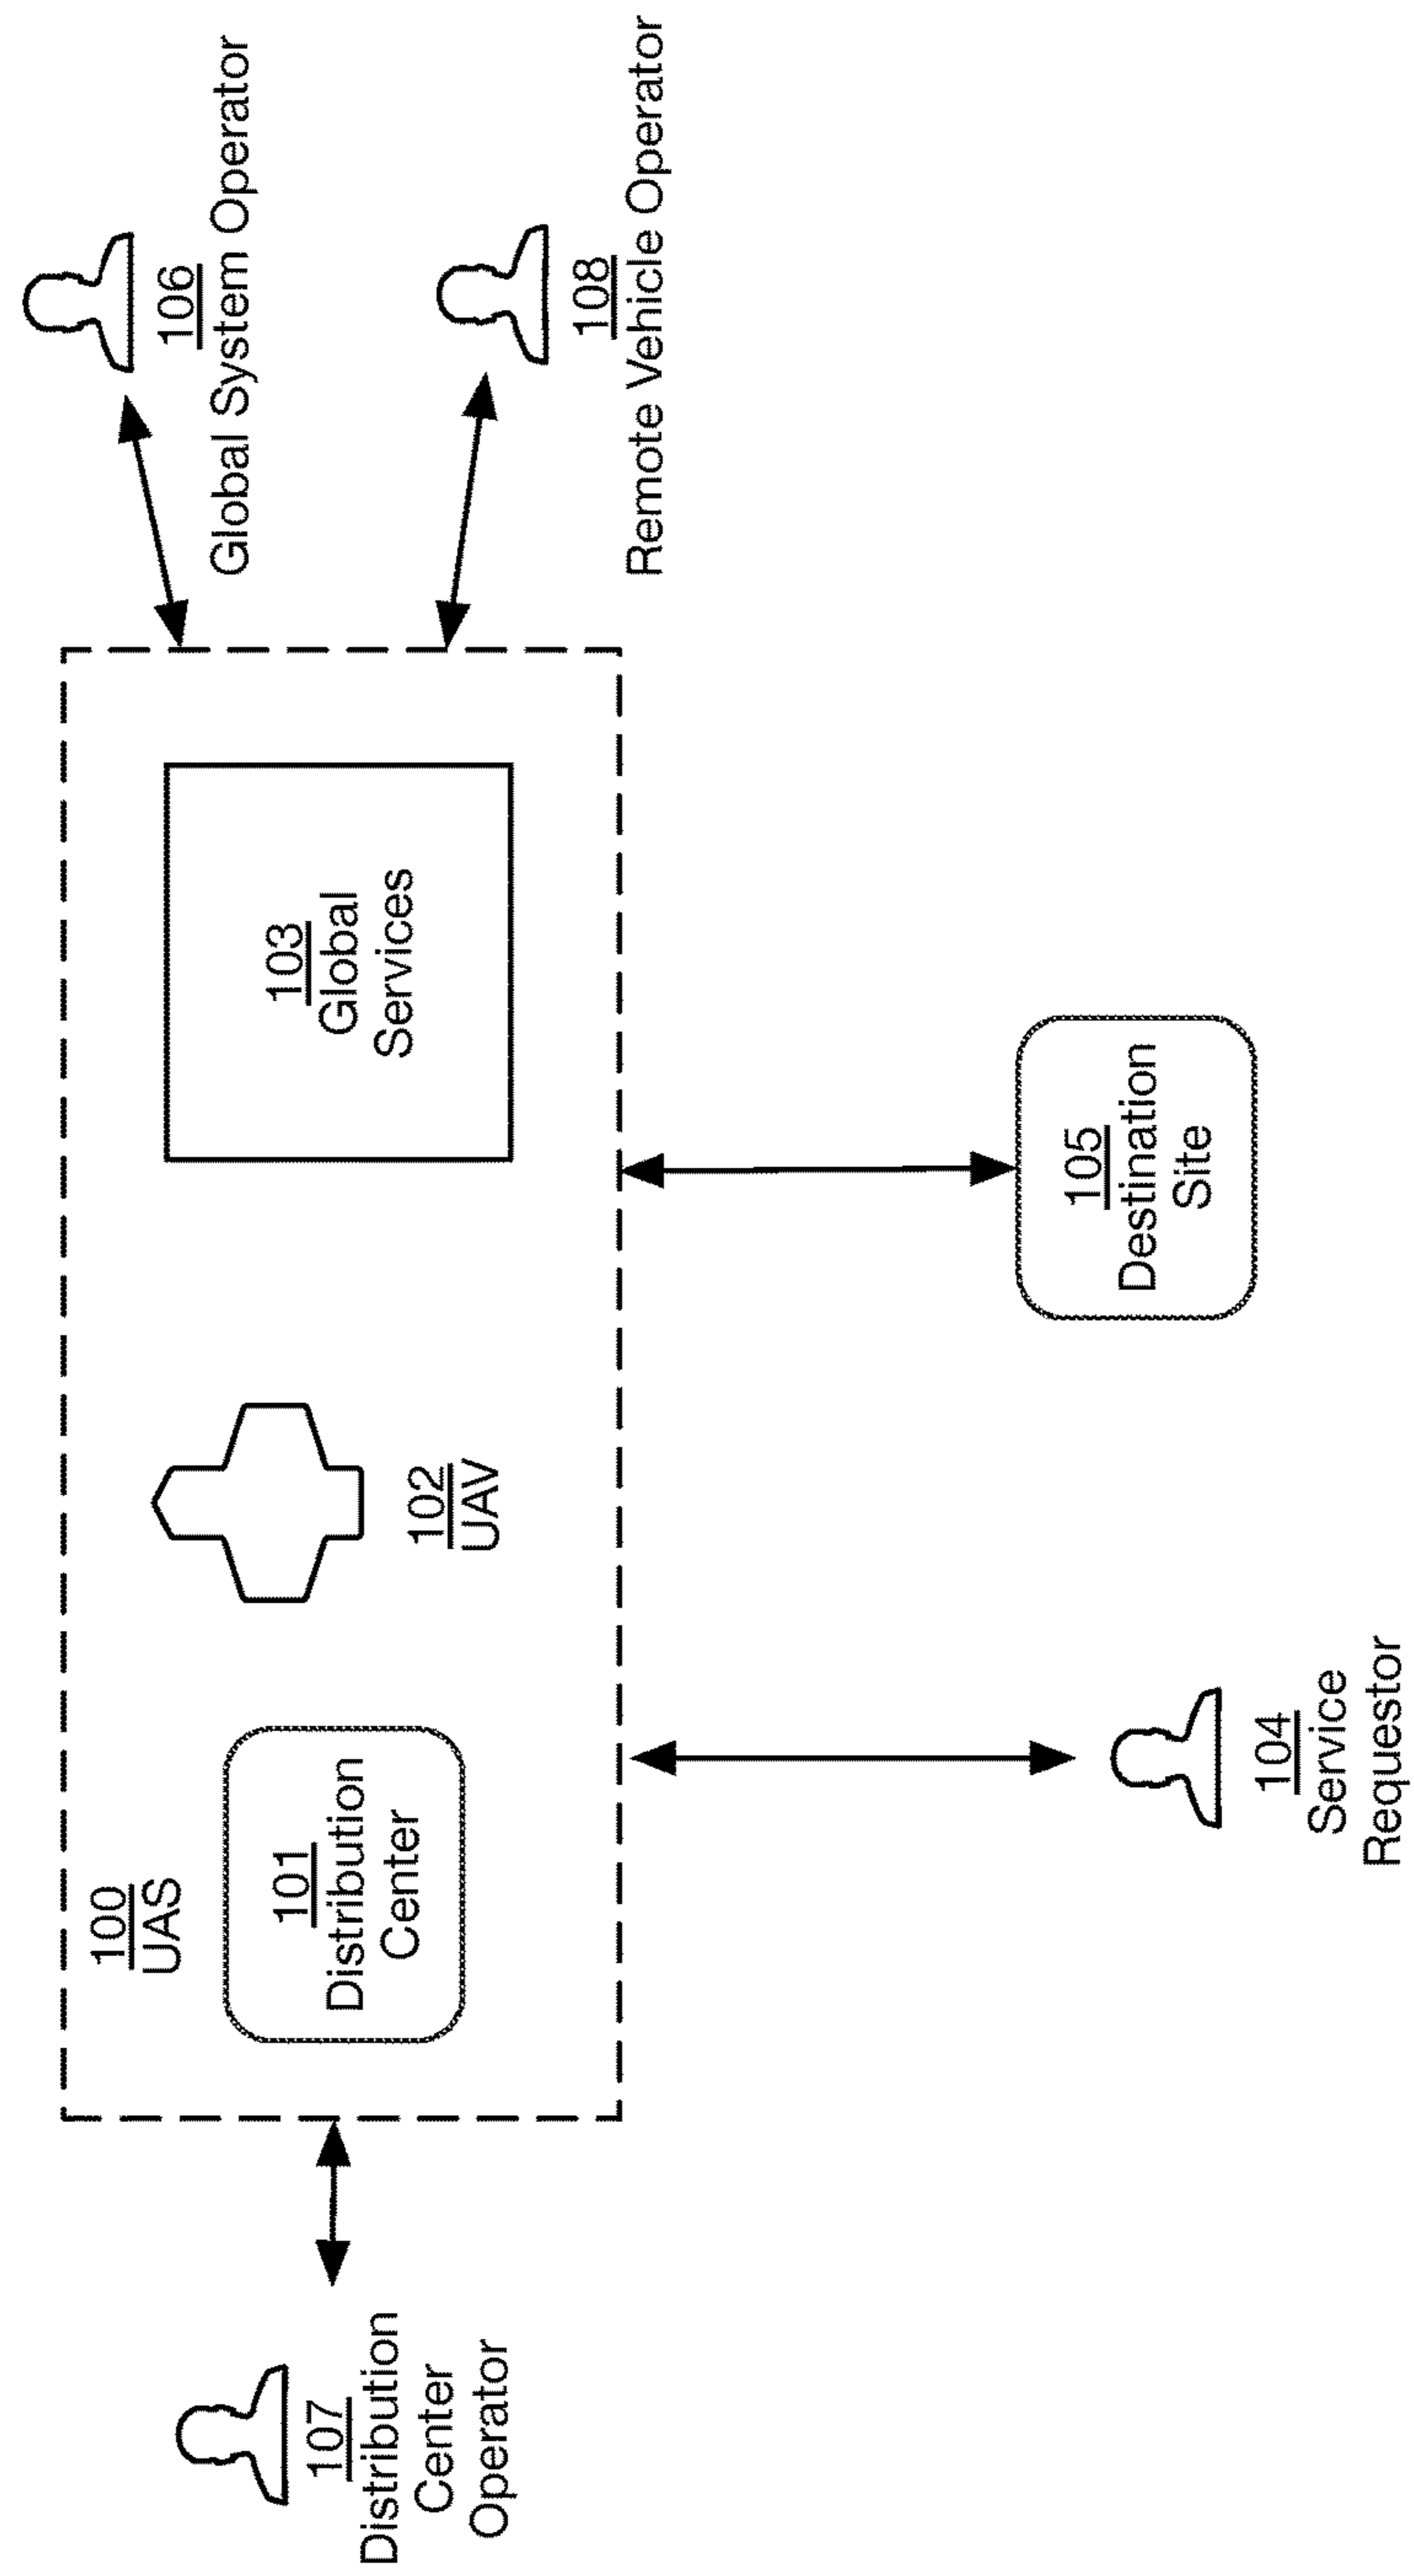 100
UAS
101
Distribution
Center
102
UAV
103
Global
Services
106
Global System Operator
108
Remote Vehicle Operator
107
Distribution
Center
Operator
104
Service
Requestor
105
Destination
Site